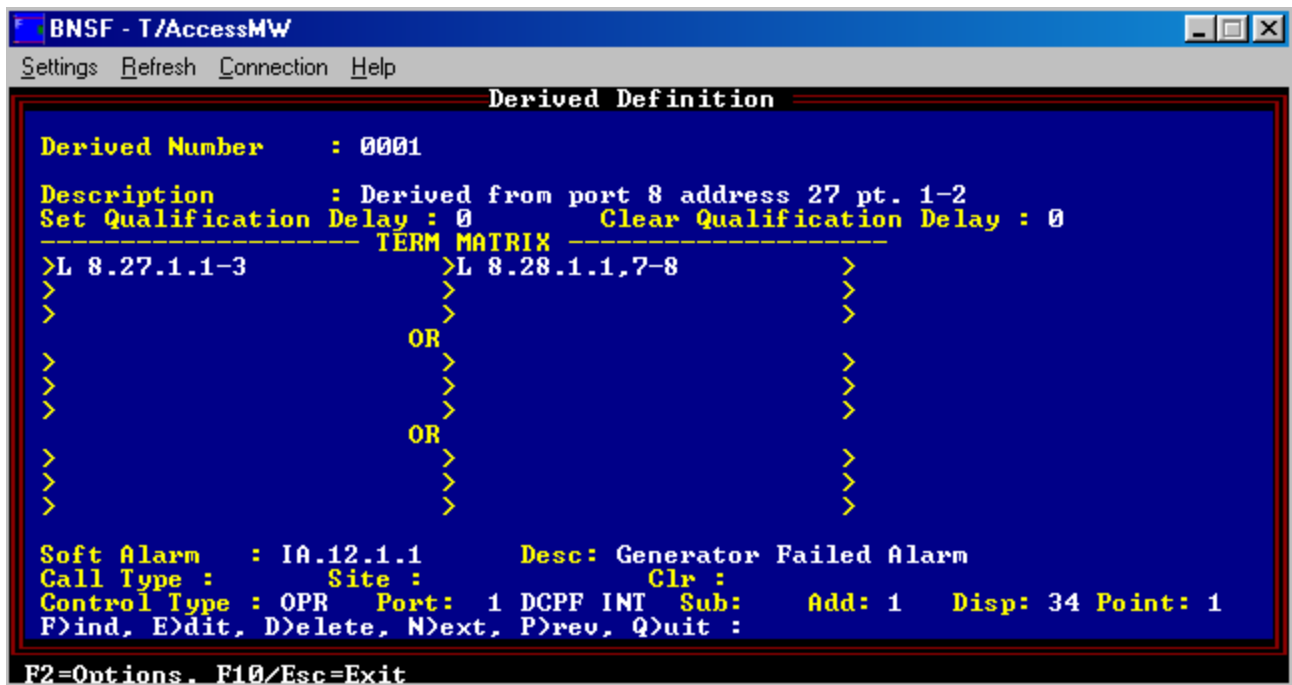 BNSF - T/AccessMW
Settings Refresh Connection Help
Derived Definition
Derived Number : 0001
Description : Derived from port 8 address 27 pt. 1-2
Set Qualification Delay : 0 Clear Qualification Delay : 0
-------------------- TERM MATRIX --------------------
>L 8.27.1.1-3 >L 8.28.1.1,7-8 >
> > >
> > >
OR
> > >
> > >
> > >
OR
> > >
> > >
> > >
Soft Alarm : IA.12.1.1 Desc: Generator Failed Alarm
Call Type : Site : Clr :
Control Type : OPR Port: 1 DCPF INT Sub: Add: 1 Disp: 34 Point: 1
F)ind, E)dit, D)elete, N)ext, P)rev, Q)uit :
F2=Options. F10/Esc=Exit